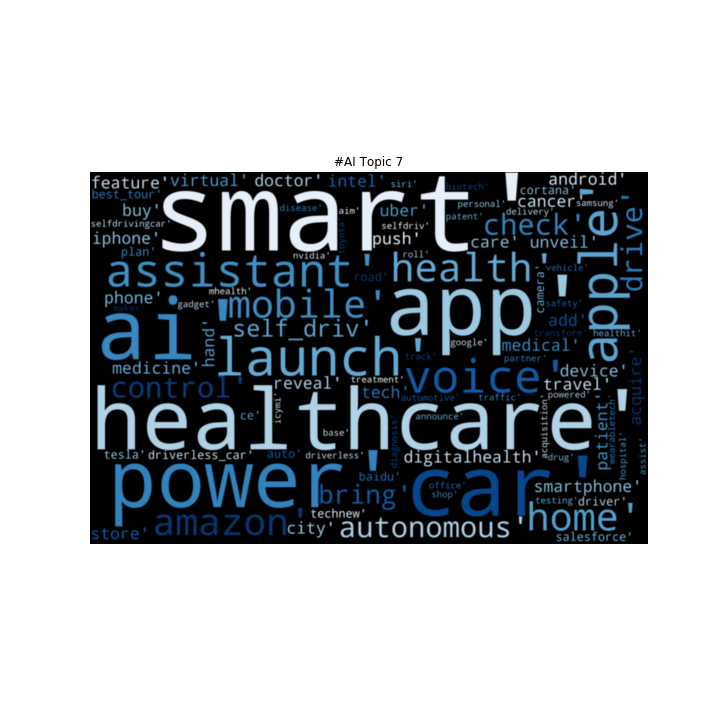 #AI Topic 7
feature' virtual' doctor' intel' siri' biotech' cortana' android'
best_tour' smart' disease' aim' uber' personal' cancer' samsung'
buy' selfdriv' patent' delivery' check' apple' drive'
selfdrivingcar' toyota' push' care' unveil'
iphone' plan' nvidia' roll'
assistant' road' health' camera' vehicle'
phone' mhealth' gadget' mobile' app' safety'
maker' ai' hand' self_driv' add' transform' healthit'
google' medical' partner'
medicine' launch' track' voice' device' acquire'
control' reveal' treatment' tech' automotive' traffic' travel' powered'
healthcare' ce' icymi' base' announce' acquisition' patient' wearabletech'
tesla' driverless_car' auto' driverless' diagnosis' digitalhealth' drug' hospital' assist'
power' baidu' car' smartphone'
bring' office' shop' testing' driver'
store' amazon' technew' city' autonomous' home' salesforce'